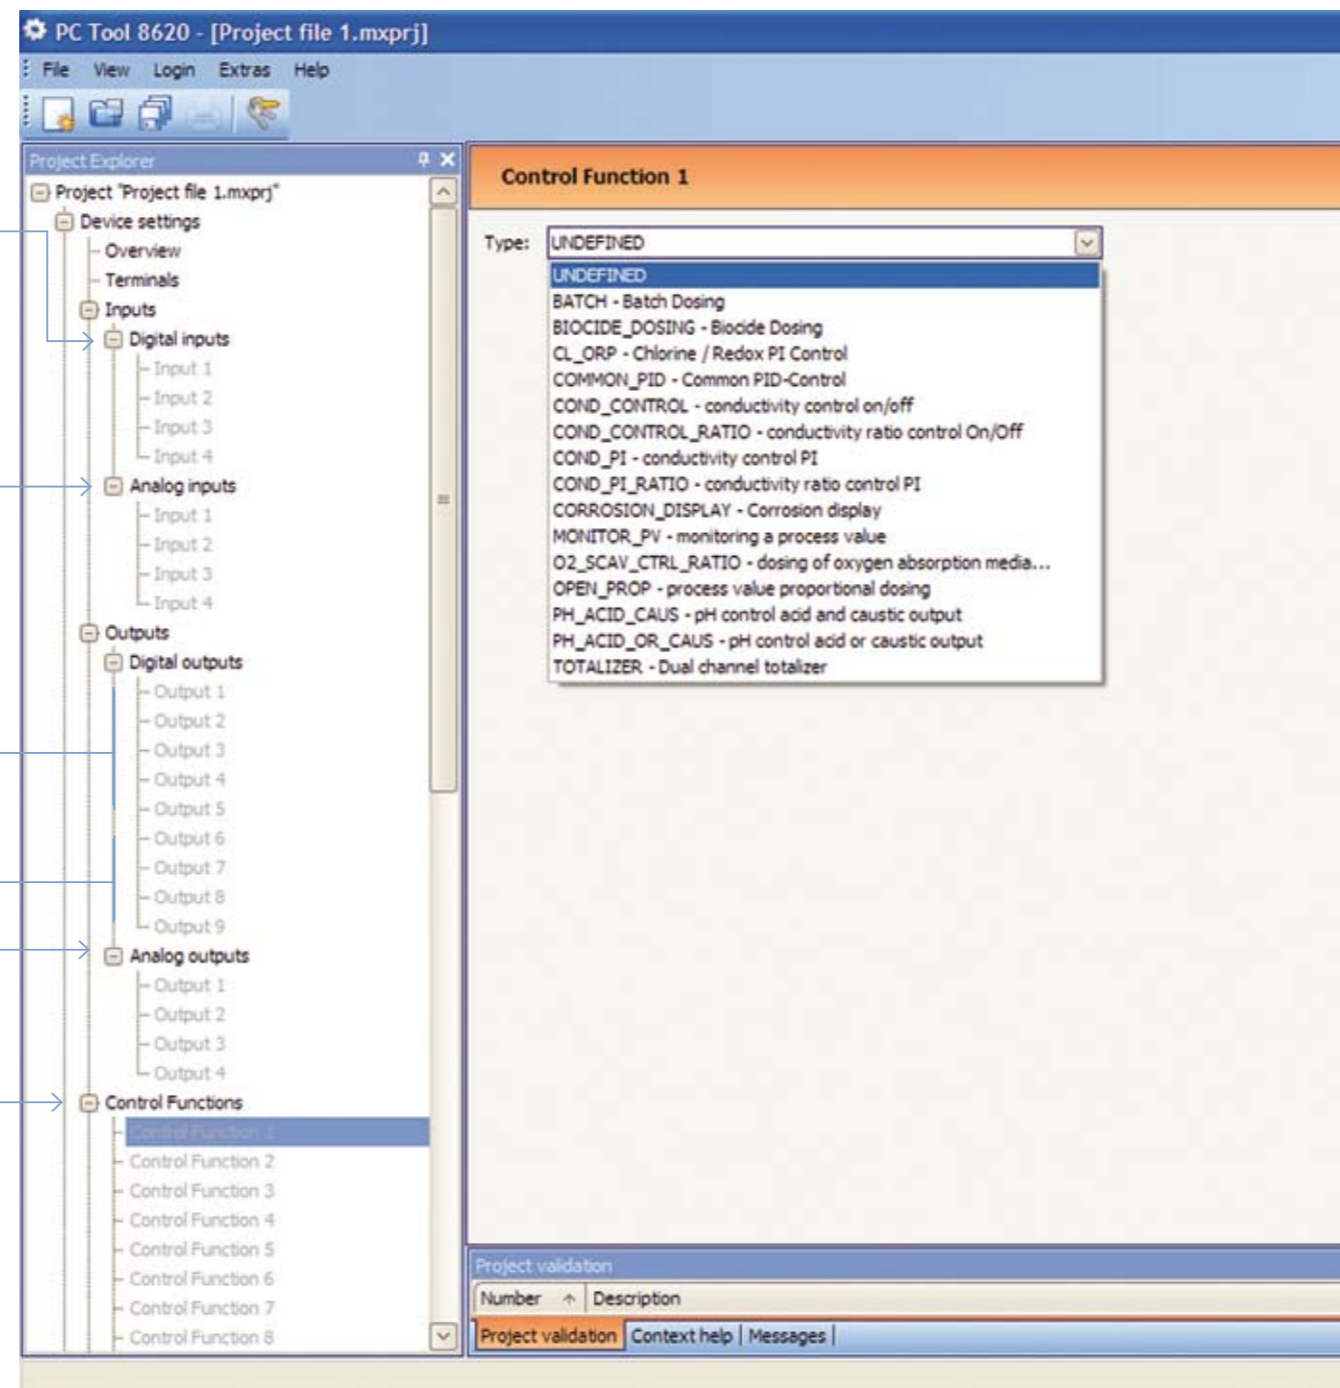 PC Tool 8620 - [Project file 1.mxprj]
File View Login Extras Help
Project Explorer
Project "Project file 1.mxprj"
Device settings
Overview
Terminals
Inputs
Digital inputs
Input 1
Input 2
Input 3
Input 4
Analog inputs
Input 1
Input 2
Input 3
Input 4
Outputs
Digital outputs
Output 1
Output 2
Output 3
Output 4
Output 5
Output 6
Output 7
Output 8
Output 9
Analog outputs
Output 1
Output 2
Output 3
Output 4
Control Functions
Control Function 1
Control Function 2
Control Function 3
Control Function 4
Control Function 5
Control Function 6
Control Function 7
Control Function 8
Control Function 1
Type: UNDEFINED
UNDEFINED
BATCH - Batch Dosing
BIOCIDE_DOSING - Biocide Dosing
CL_ORP - Chlorine / Redox PI Control
COMMON_PID - Common PID-Control
COND_CONTROL - conductivity control on/off
COND_CONTROL_RATIO - conductivity ratio control On/Off
COND_PI - conductivity control PI
COND_PI_RATIO - conductivity ratio control PI
CORROSION_DISPLAY - Corrosion display
MONITOR_PV - monitoring a process value
O2_SCAV_CTRL_RATIO - dosing of oxygen absorption media...
OPEN_PROP - process value proportional dosing
PH_ACID_CAUS - pH control acid and caustic output
PH_ACID_OR_CAUS - pH control acid or caustic output
TOTALIZER - Dual channel totalizer
Project validation
Number Description
Project validation Context help Messages